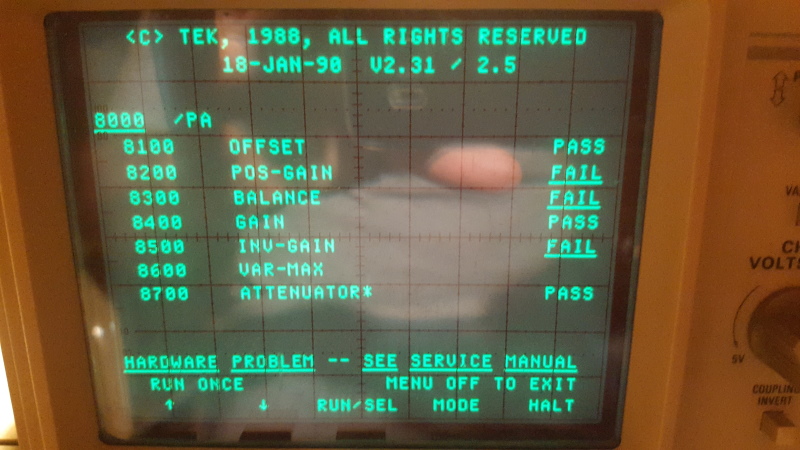 <C> TEK, 1988, ALL RIGHTS RESERVED
18-JAN-90 V2.31 / 2.5
8000 /PA
8100 OFFSET PASS
8200 POS-GAIN FAIL
8300 BALANCE FAIL
8400 GAIN PASS
8500 INV-GAIN FAIL
8600 VAR-MAX
8700 ATTENUATOR* PASS
HARDWARE PROBLEM -- SEE SERVICE MANUAL
RUN ONCE MENU OFF TO EXIT
↑ ↓ RUN/SEL MODE HALT
VOLTS
5V
COUPLING
INVERT